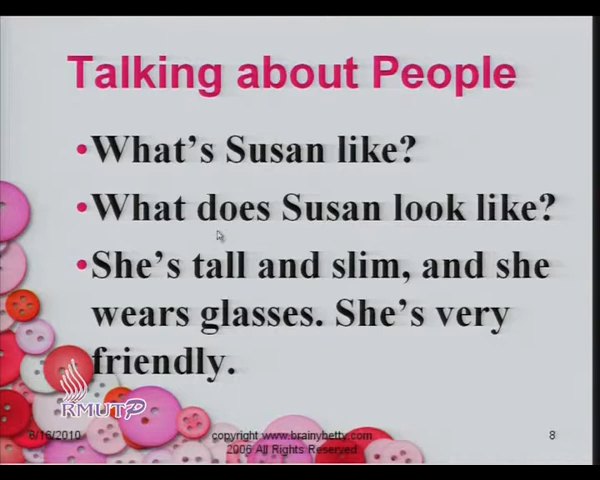 Talking about People
•What's Susan like?
•What does Susan look like?
•She's tall and slim, and she
wears glasses. She's very
friendly.
RMUTP
6/16/2010
copyright www.brainybetty.com
2006 All Rights Reserved
8